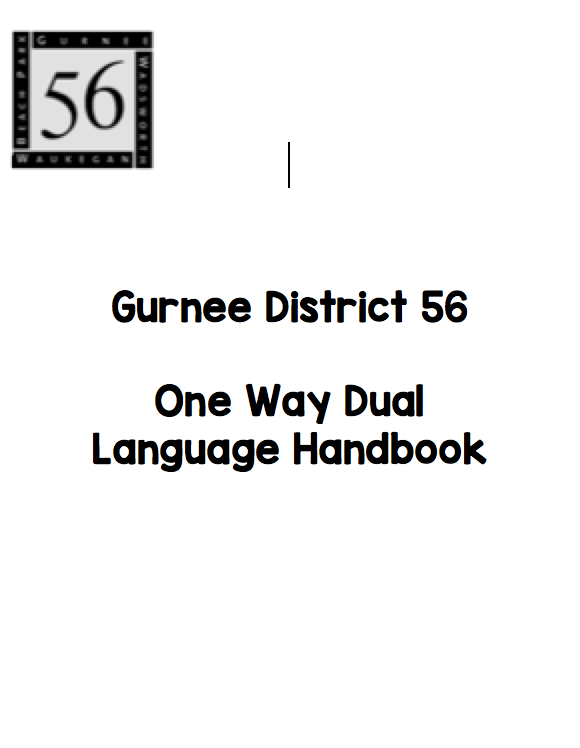 GURNEE
BEACH PARK
56
WADSWORTH
WAUKEGAN
Gurnee District 56
One Way Dual
Language Handbook